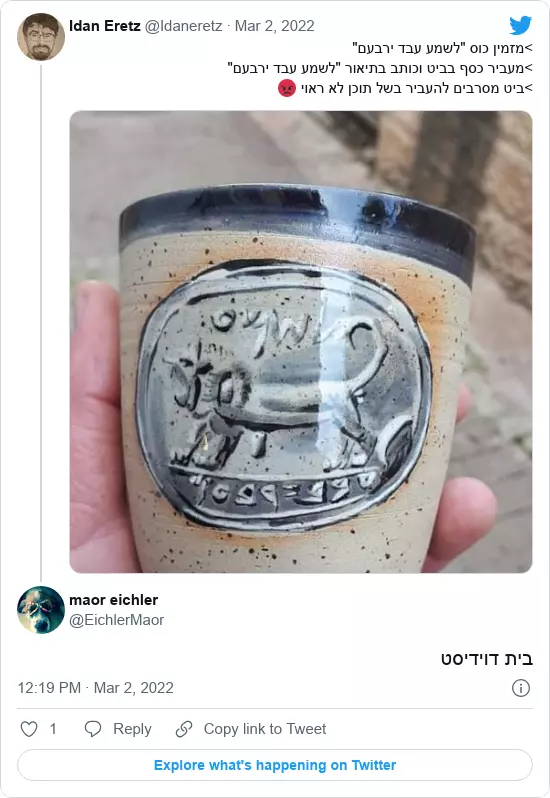 Idan Eretz @Idaneretz · Mar 2, 2022
>מזמין כוס "לשמע עבד ירבעם"
>מעביר כסף בביט וכותב בתיאור "לשמע עבד ירבעם"
>ביט מסרבים להעביר בשל תוכן לא ראוי 😡
maor eichler
@EichlerMaor
בית דוידיסט
12:19 PM · Mar 2, 2022
1 Reply Copy link to Tweet
Explore what's happening on Twitter